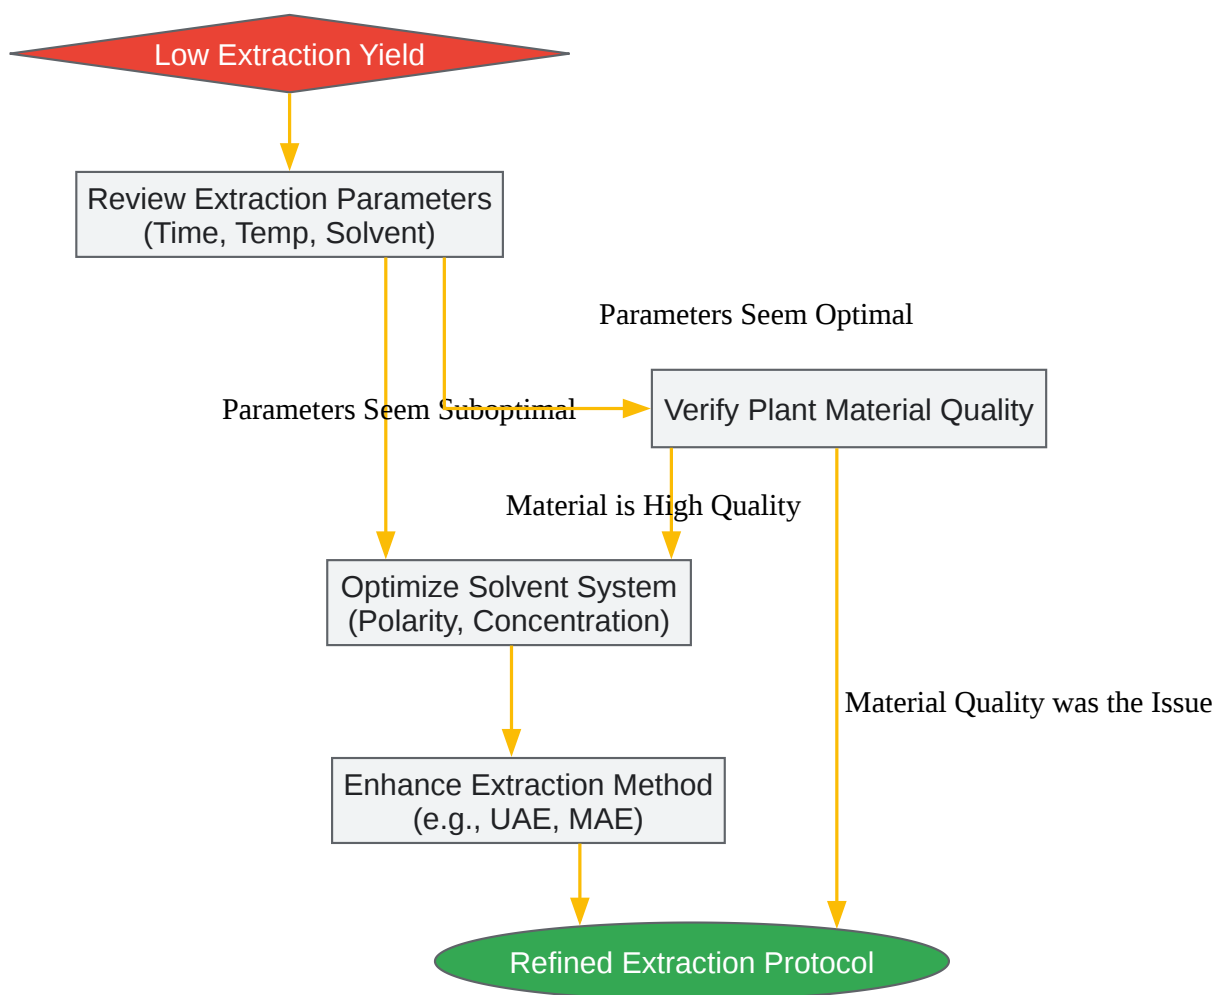 Low Extraction Yield
Review Extraction Parameters
(Time, Temp, Solvent)
Parameters Seem Optimal
Parameters Seem Suboptimal
Verify Plant Material Quality
Material is High Quality
Optimize Solvent System
(Polarity, Concentration)
Material Quality was the Issue
Enhance Extraction Method
(e.g., UAE, MAE)
Refined Extraction Protocol